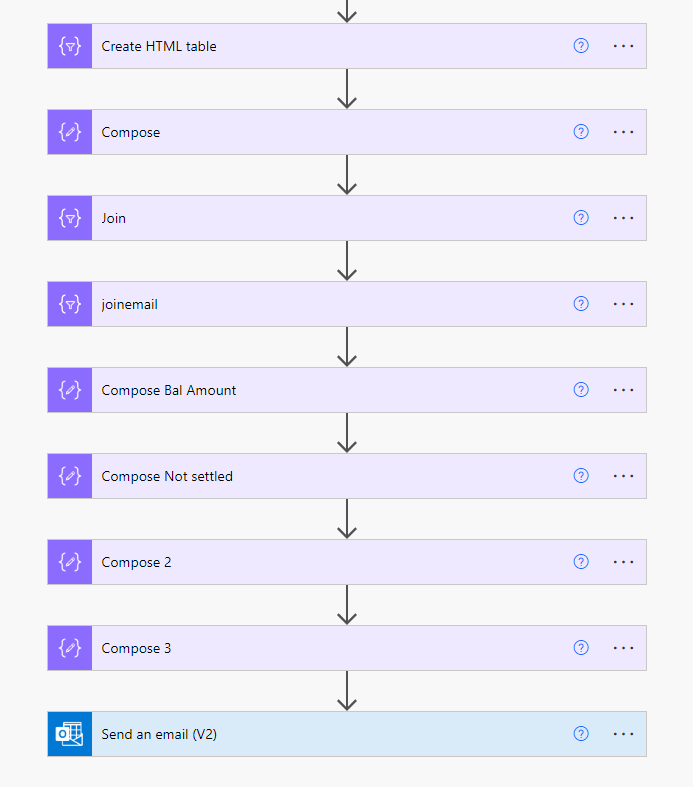 Create HTML table
Compose
Join
joinemail
Compose Bal Amount
Compose Not settled
Compose 2
Compose 3
Send an email (V2)